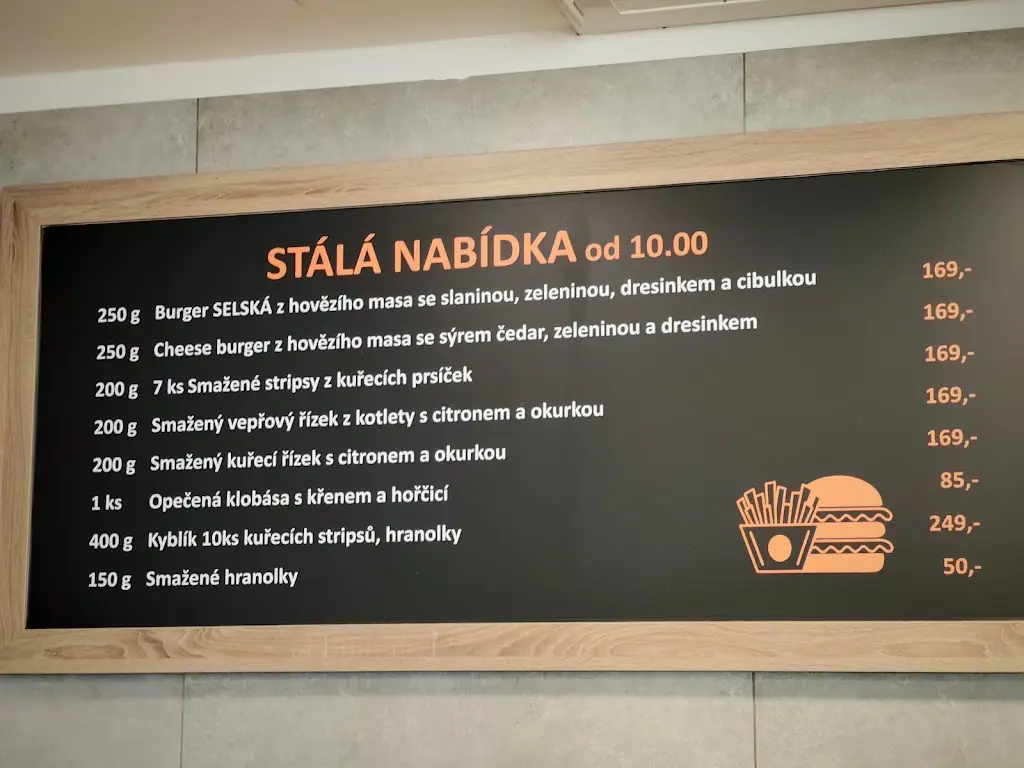 STÁLÁ NABÍDKA od 10.00
250 g Burger SELSKÁ z hovězího masa se slaninou, zeleninou, dresinkem a cibulkou 169,-
250 g Cheese burger z hovězího masa se sýrem čedar, zeleninou a dresinkem 169,-
200 g 7 ks Smažené stripsy z kuřecích prsíček 169,-
200 g Smažený vepřový řízek z kotlety s citronem a okurkou 169,-
200 g Smažený kuřecí řízek s citronem a okurkou 169,-
1 ks Opečená klobása s křenem a hořčicí 85,-
400 g Kyblík 10ks kuřecích stripsů, hranolky 249,-
150 g Smažené hranolky 50,-